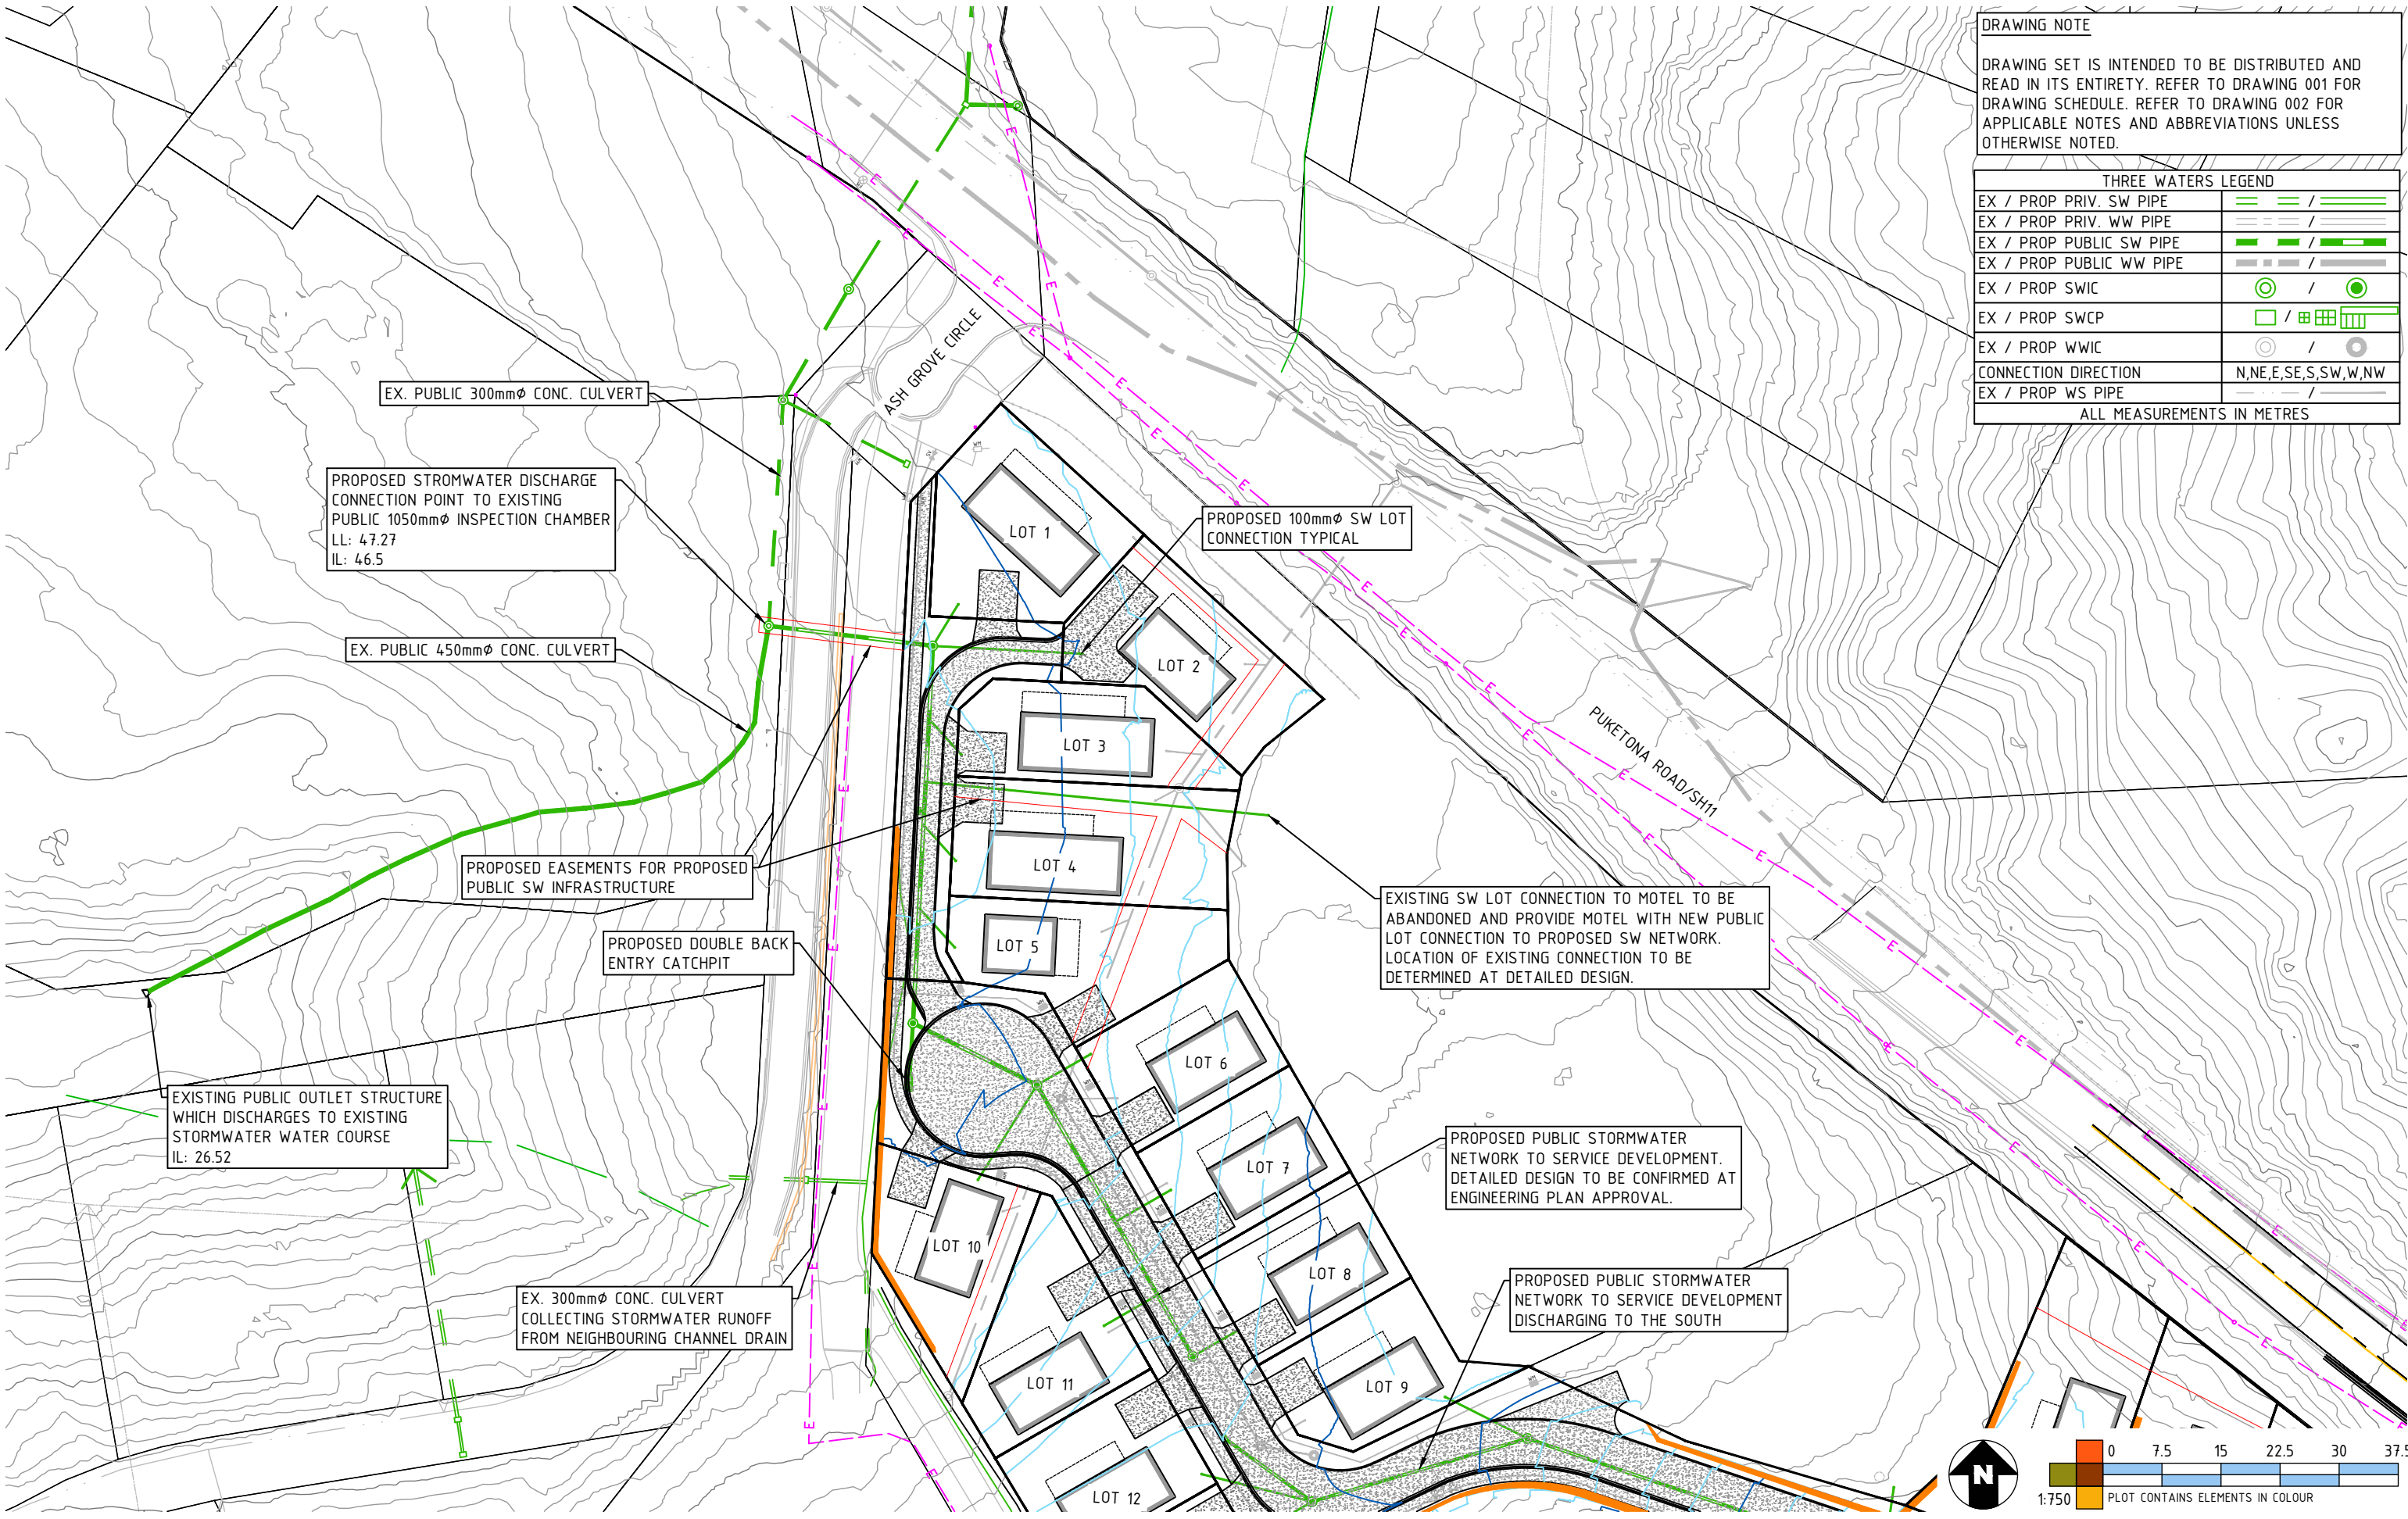 DRAWING NOTE
DRAWING SET IS INTENDED TO BE DISTRIBUTED AND
READ IN ITS ENTIRETY. REFER TO DRAWING 001 FOR
DRAWING SCHEDULE. REFER TO DRAWING 002 FOR
APPLICABLE NOTES AND ABBREVIATIONS UNLESS
OTHERWISE NOTED.
THREE WATERS LEGEND
EX / PROP PRIV. SW PIPE /
EX / PROP PRIV. WW PIPE /
EX / PROP PUBLIC SW PIPE /
EX / PROP PUBLIC WW PIPE /
EX / PROP SWIC /
EX / PROP SWCP /
EX / PROP WWIC /
CONNECTION DIRECTION N,NE,E,SE,S,SW,W,NW
EX / PROP WS PIPE /
ALL MEASUREMENTS IN METRES
ASH GROVE CIRCLE
EX. PUBLIC 300mmØ CONC. CULVERT
PROPOSED STROMWATER DISCHARGE
CONNECTION POINT TO EXISTING
PUBLIC 1050mmØ INSPECTION CHAMBER
LL: 47.27
IL: 46.5
PROPOSED 100mmØ SW LOT
CONNECTION TYPICAL
LOT 1
EX. PUBLIC 450mmØ CONC. CULVERT
LOT 2
LOT 3
PUKETONA ROAD/SH11
PROPOSED EASEMENTS FOR PROPOSED
PUBLIC SW INFRASTRUCTURE
LOT 4
EXISTING SW LOT CONNECTION TO MOTEL TO BE
ABANDONED AND PROVIDE MOTEL WITH NEW PUBLIC
LOT CONNECTION TO PROPOSED SW NETWORK.
LOCATION OF EXISTING CONNECTION TO BE
DETERMINED AT DETAILED DESIGN.
PROPOSED DOUBLE BACK
ENTRY CATCHPIT
LOT 5
LOT 6
EXISTING PUBLIC OUTLET STRUCTURE
WHICH DISCHARGES TO EXISTING
STORMWATER WATER COURSE
IL: 26.52
PROPOSED PUBLIC STORMWATER
NETWORK TO SERVICE DEVELOPMENT.
DETAILED DESIGN TO BE CONFIRMED AT
ENGINEERING PLAN APPROVAL.
LOT 7
LOT 10
LOT 8
EX. 300mmØ CONC. CULVERT
COLLECTING STORMWATER RUNOFF
FROM NEIGHBOURING CHANNEL DRAIN
PROPOSED PUBLIC STORMWATER
NETWORK TO SERVICE DEVELOPMENT
DISCHARGING TO THE SOUTH
LOT 11
LOT 9
LOT 12
N
0 7.5 15 22.5 30 37.5
1:750
PLOT CONTAINS ELEMENTS IN COLOUR